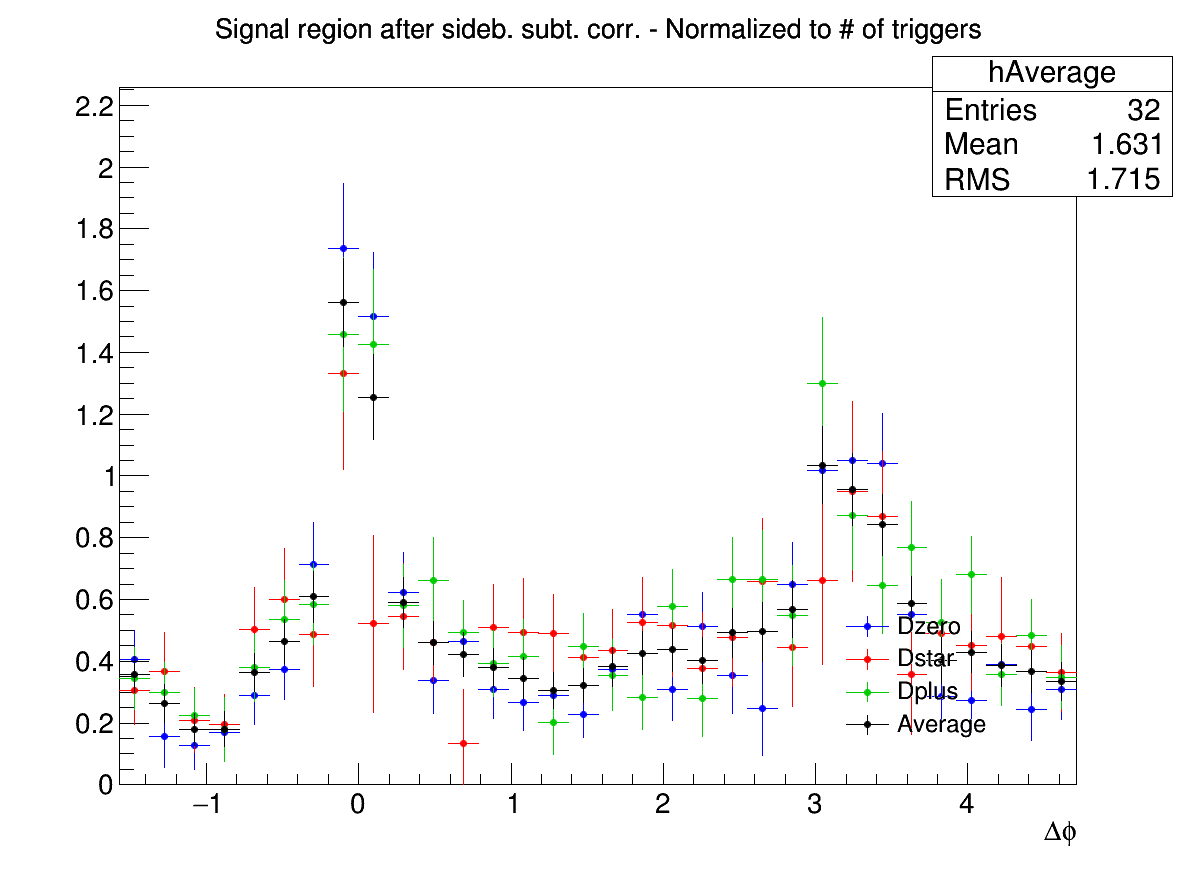 Signal region after sideb. subt. corr. - Normalized to # of triggers
hAverage
Entries 32
Mean 1.631
RMS 1.715
2.2
2
1.8
1.6
1.4
1.2
1
0.8
0.6
0.4
0.2
0
Dzero
Dstar
Dplus
Average
−1 0 1 2 3 4
Δϕ